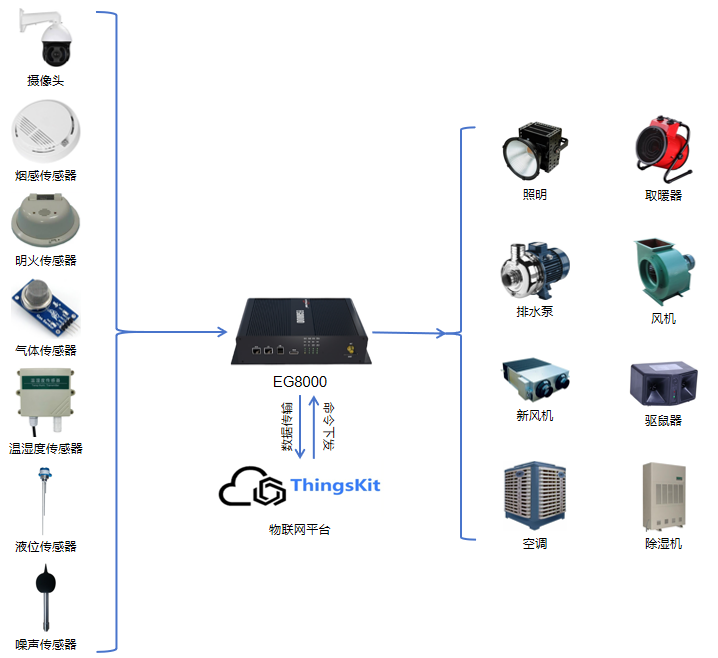 摄像头
烟感传感器
明火传感器
气体传感器
温湿度传感器
液位传感器
噪声传感器
EG8000
数据传输
命令下发
ThingsKit
物联网平台
照明
取暖器
排水泵
风机
新风机
驱鼠器
空调
除湿机